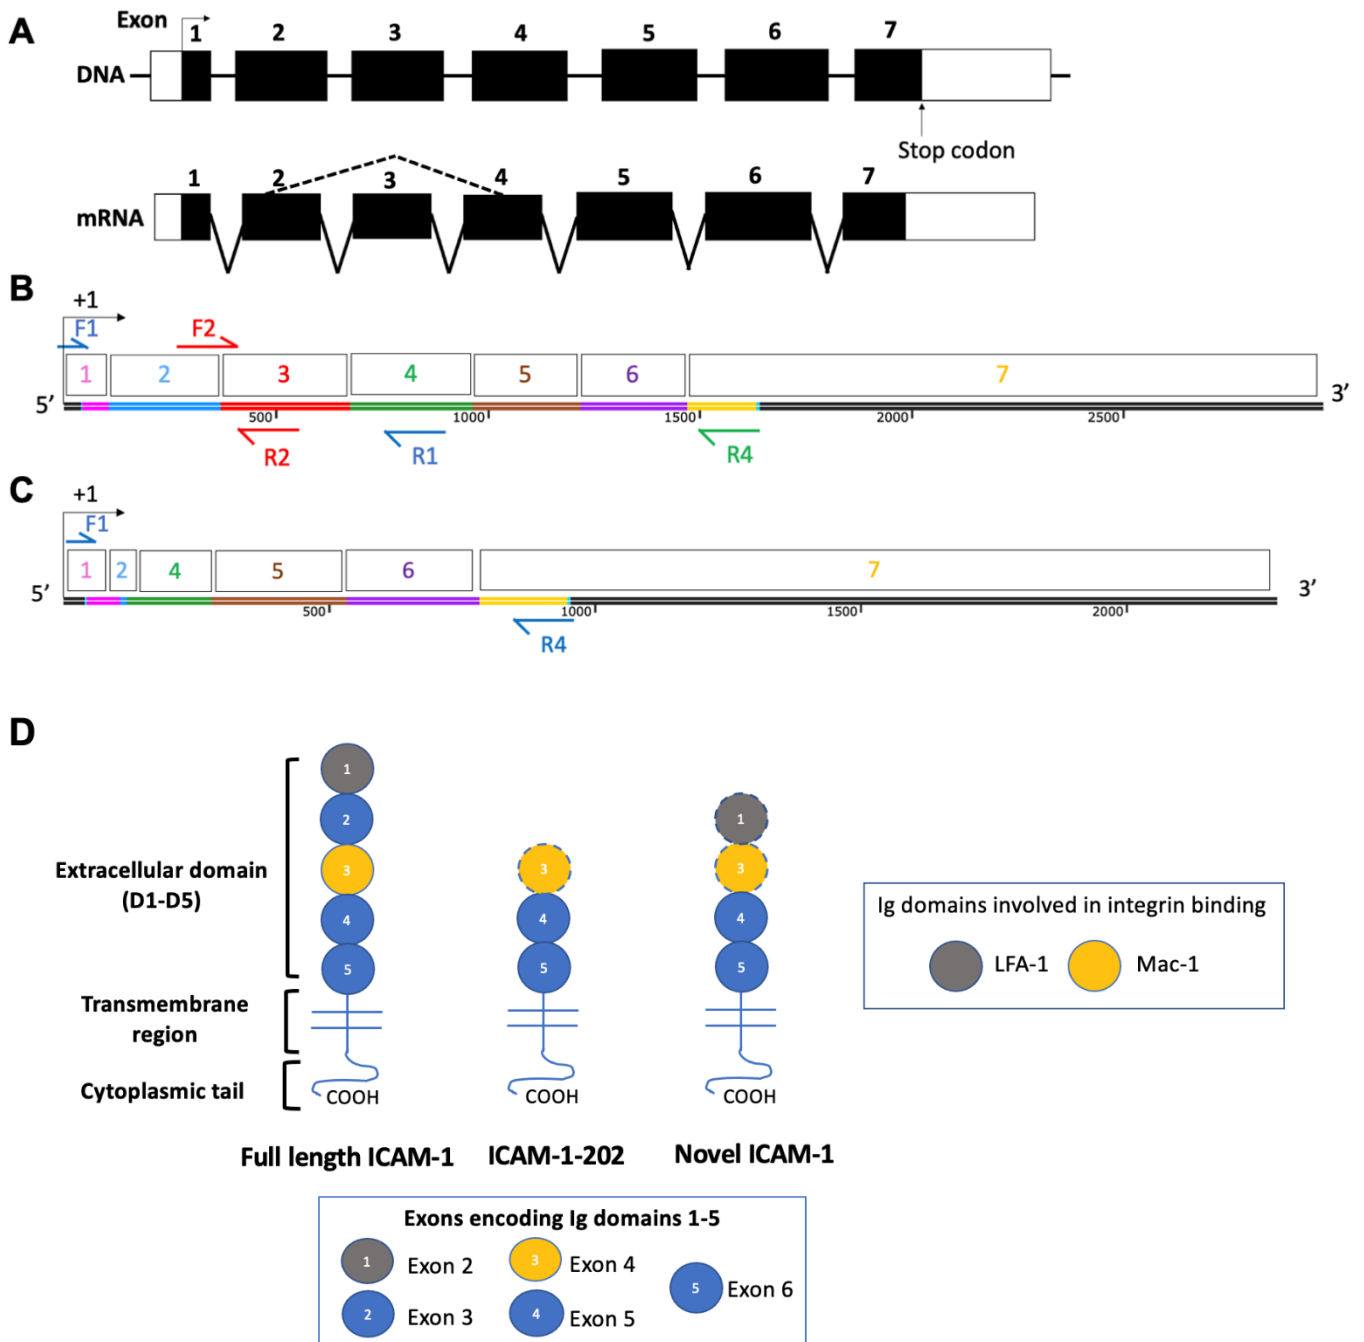 A
Exon
1 2 3 4 5 6 7
DNA
Stop codon
1 2 3 4 5 6 7
mRNA
B
+1
F1 F2
1 2 3 4 5 6 7
5’ 3’
500 1000 1500 2000 2500
R2 R1 R4
C
+1
F1
1 2 4 5 6 7
5’ 3’
500 1000 1500 2000
R4
D
1
2
3
4
5
3
4
5
1
3
4
5
Extracellular domain
(D1-D5)
Transmembrane
region
Cytoplasmic tail
COOH COOH COOH
Ig domains involved in integrin binding
LFA-1 Mac-1
Full length ICAM-1 ICAM-1-202 Novel ICAM-1
Exons encoding Ig domains 1-5
1 Exon 2
3 Exon 4
5 Exon 6
2 Exon 3
4 Exon 5